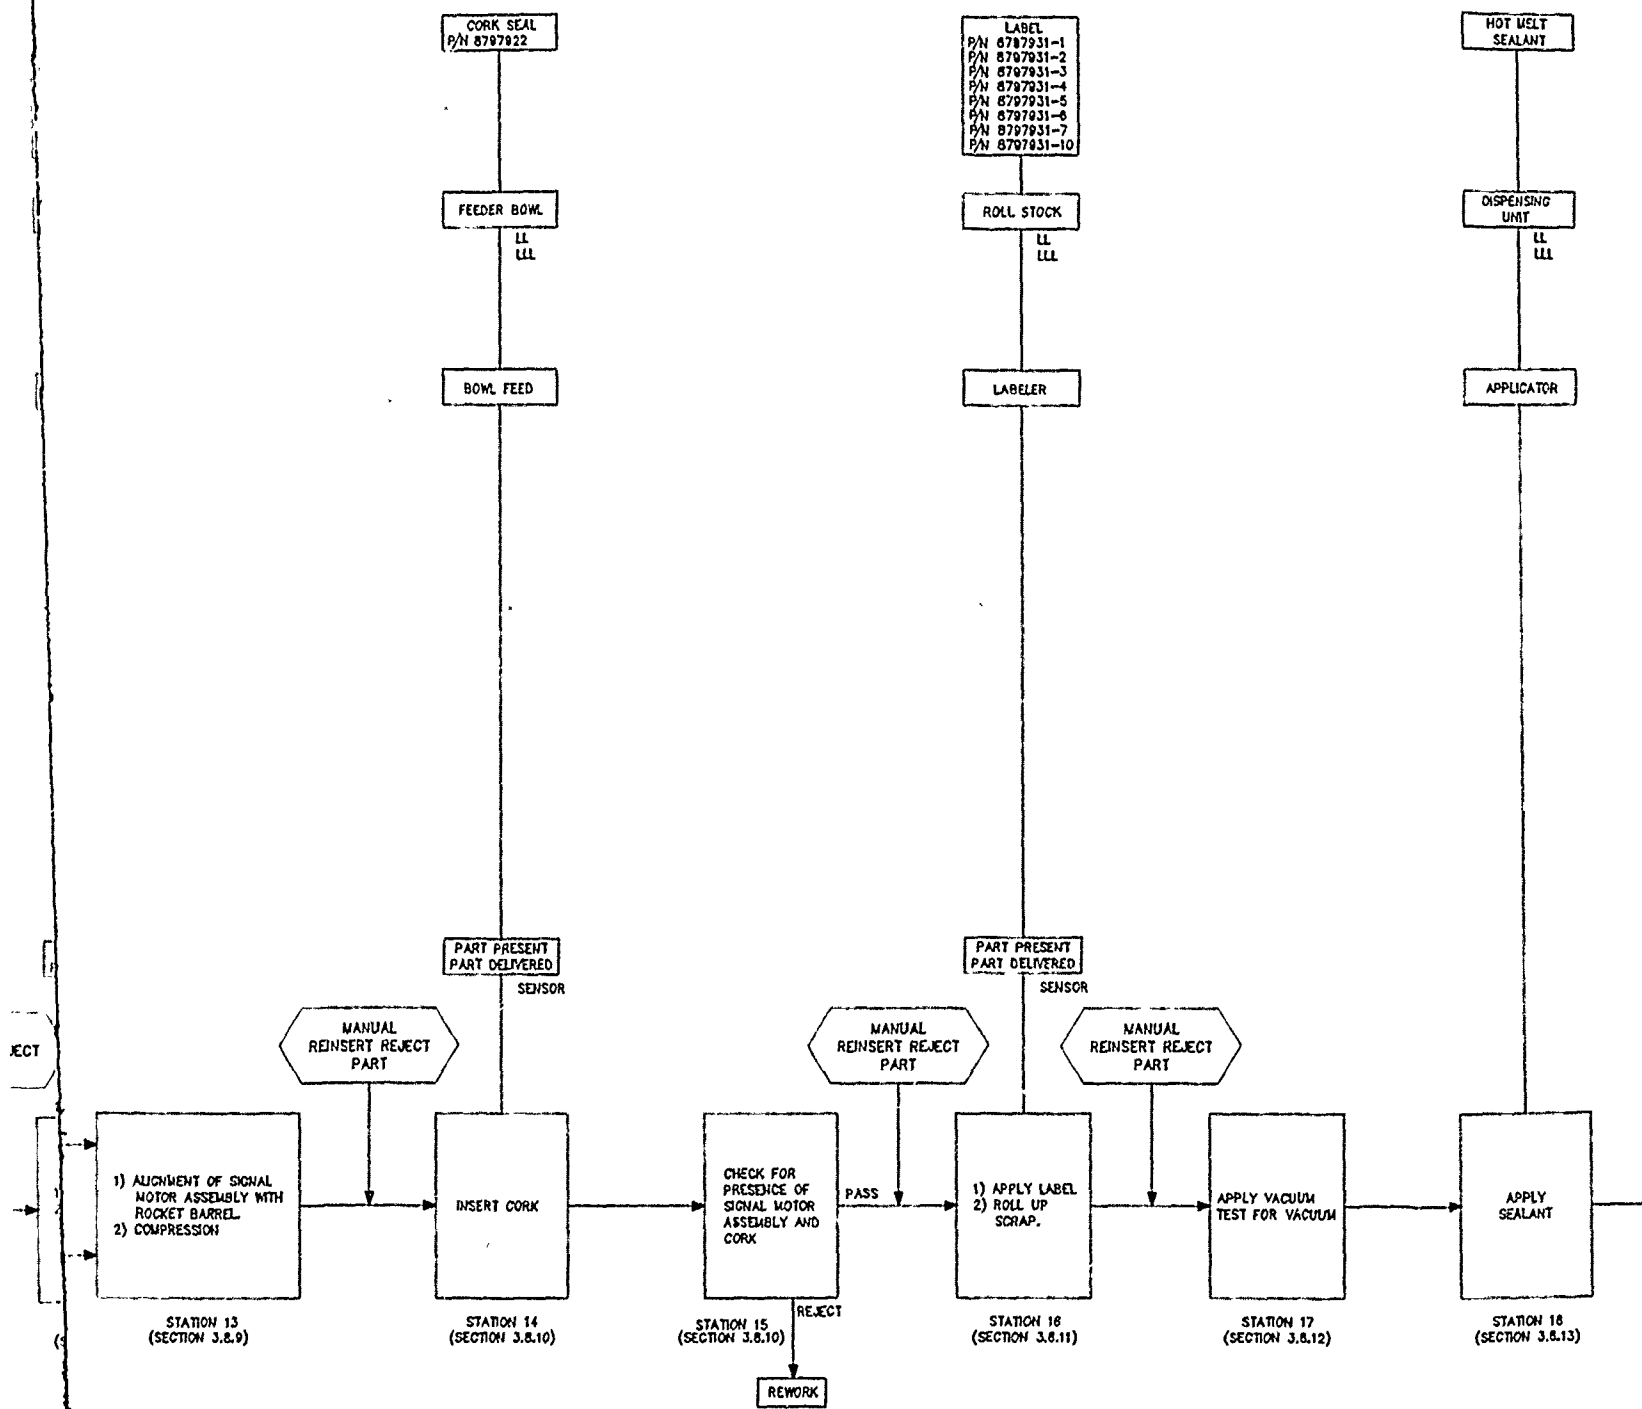 CORK SEAL
P/N 8797922
LABEL
P/N 8797931-1
P/N 8797931-2
P/N 8797931-3
P/N 8797931-4
P/N 8797931-5
P/N 8797931-6
P/N 8797931-7
P/N 8797931-10
HOT MELT
SEALANT
FEEDER BOWL
LL
LLL
ROLL STOCK
LL
LLL
DISPENSING
UNIT
LL
LLL
BOWL FEED
LABELER
APPLICATOR
PART PRESENT
PART DELIVERED
SENSOR
PART PRESENT
PART DELIVERED
SENSOR
JECT
MANUAL
REINSERT REJECT
PART
MANUAL
REINSERT REJECT
PART
MANUAL
REINSERT REJECT
PART
1) ALIGNMENT OF SIGNAL
MOTOR ASSEMBLY WITH
ROCKET BARREL.
2) COMPRESSION
INSERT CORK
CHECK FOR
PRESENCE OF
SIGNAL MOTOR
ASSEMBLY AND
CORK
PASS
1) APPLY LABEL
2) ROLL UP
SCRAP.
APPLY VACUUM
TEST FOR VACUUM
APPLY
SEALANT
STATION 13
(SECTION 3.8.9)
STATION 14
(SECTION 3.8.10)
STATION 15
(SECTION 3.8.10)
REJECT
STATION 16
(SECTION 3.8.11)
STATION 17
(SECTION 3.8.12)
STATION 18
(SECTION 3.8.13)
REWORK